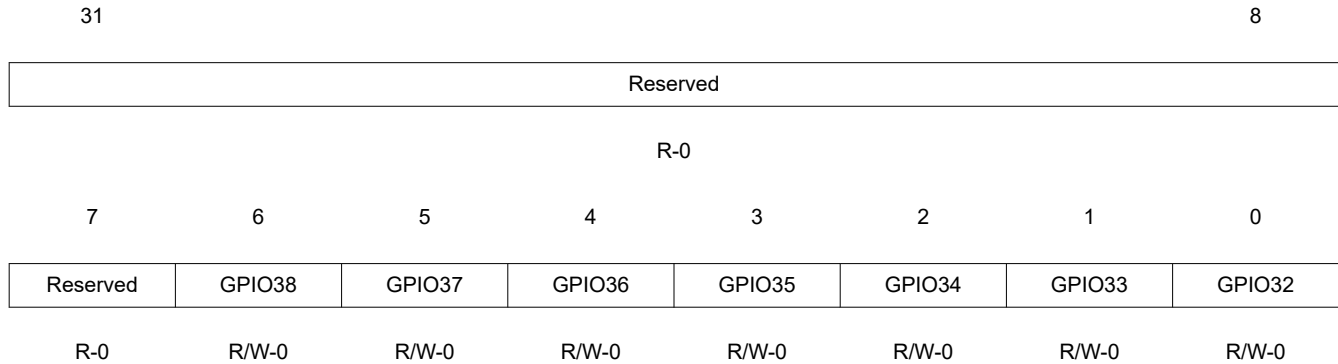 31 8
Reserved
R-0
7 6 5 4 3 2 1 0
Reserved GPIO38 GPIO37 GPIO36 GPIO35 GPIO34 GPIO33 GPIO32
R-0 R/W-0 R/W-0 R/W-0 R/W-0 R/W-0 R/W-0 R/W-0